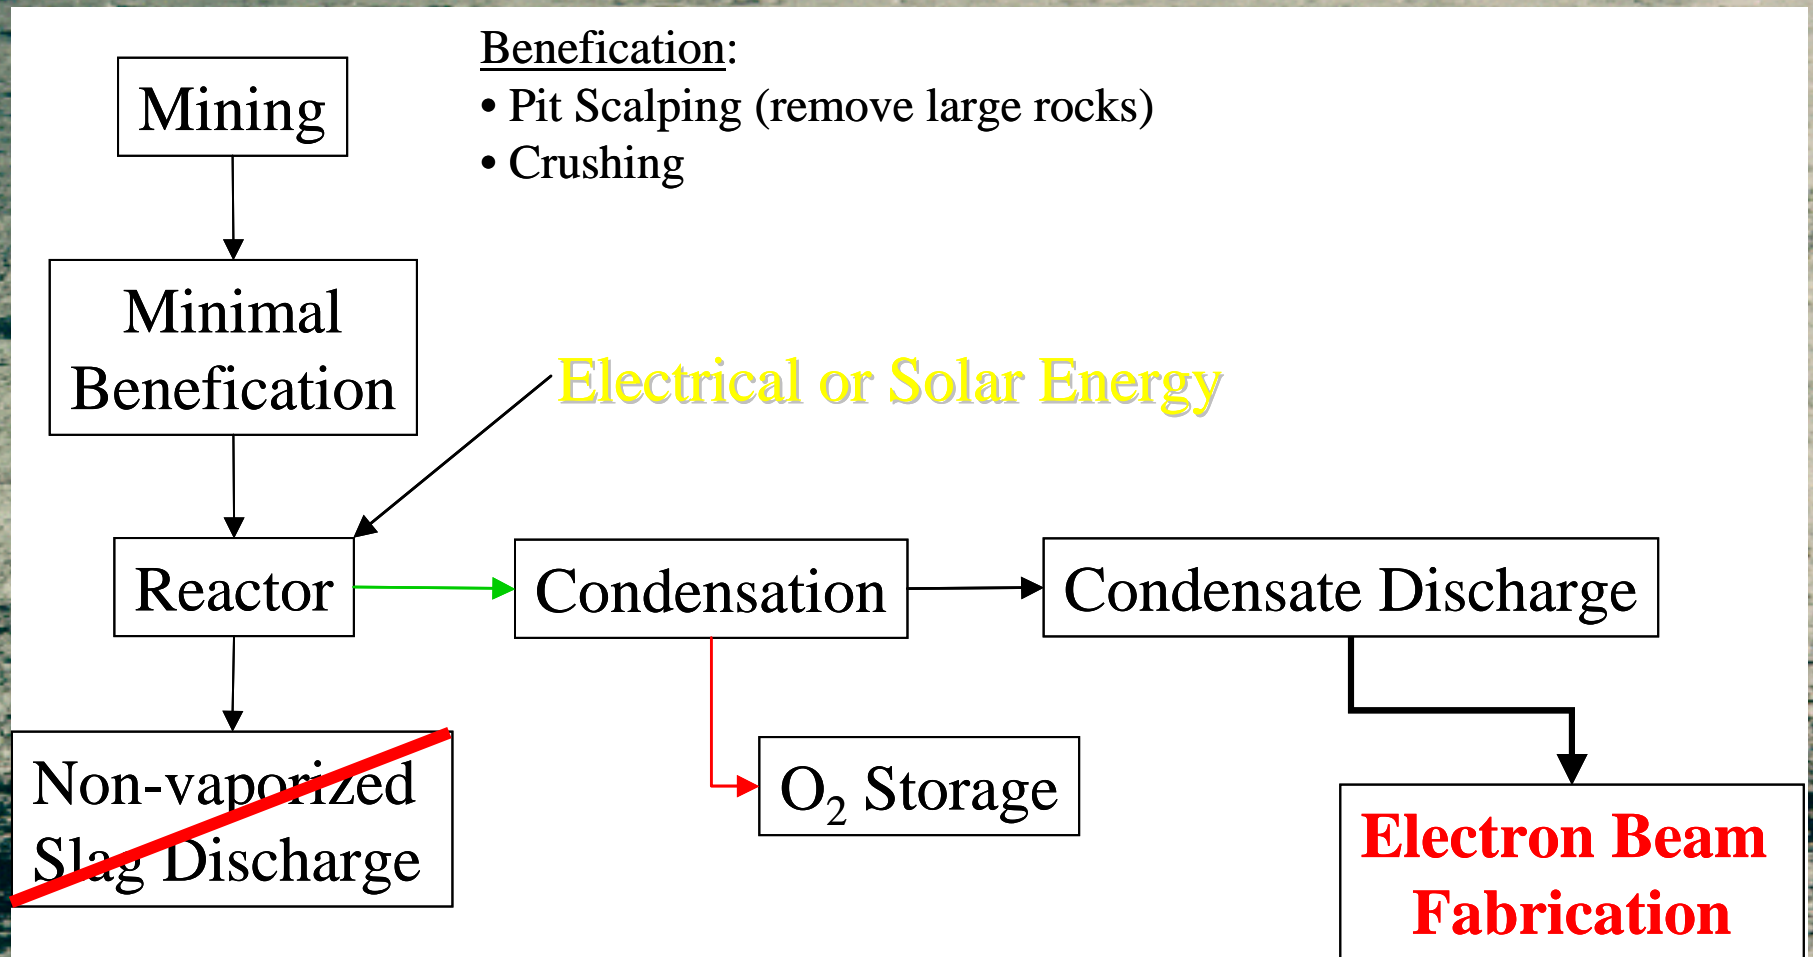 Benefication:
• Pit Scalping (remove large rocks)
• Crushing
Mining
Minimal
Benefication
Electrical or Solar Energy
Reactor
Condensation
Condensate Discharge
Non-vaporized
Slag Discharge
O₂ Storage
Electron Beam
Fabrication